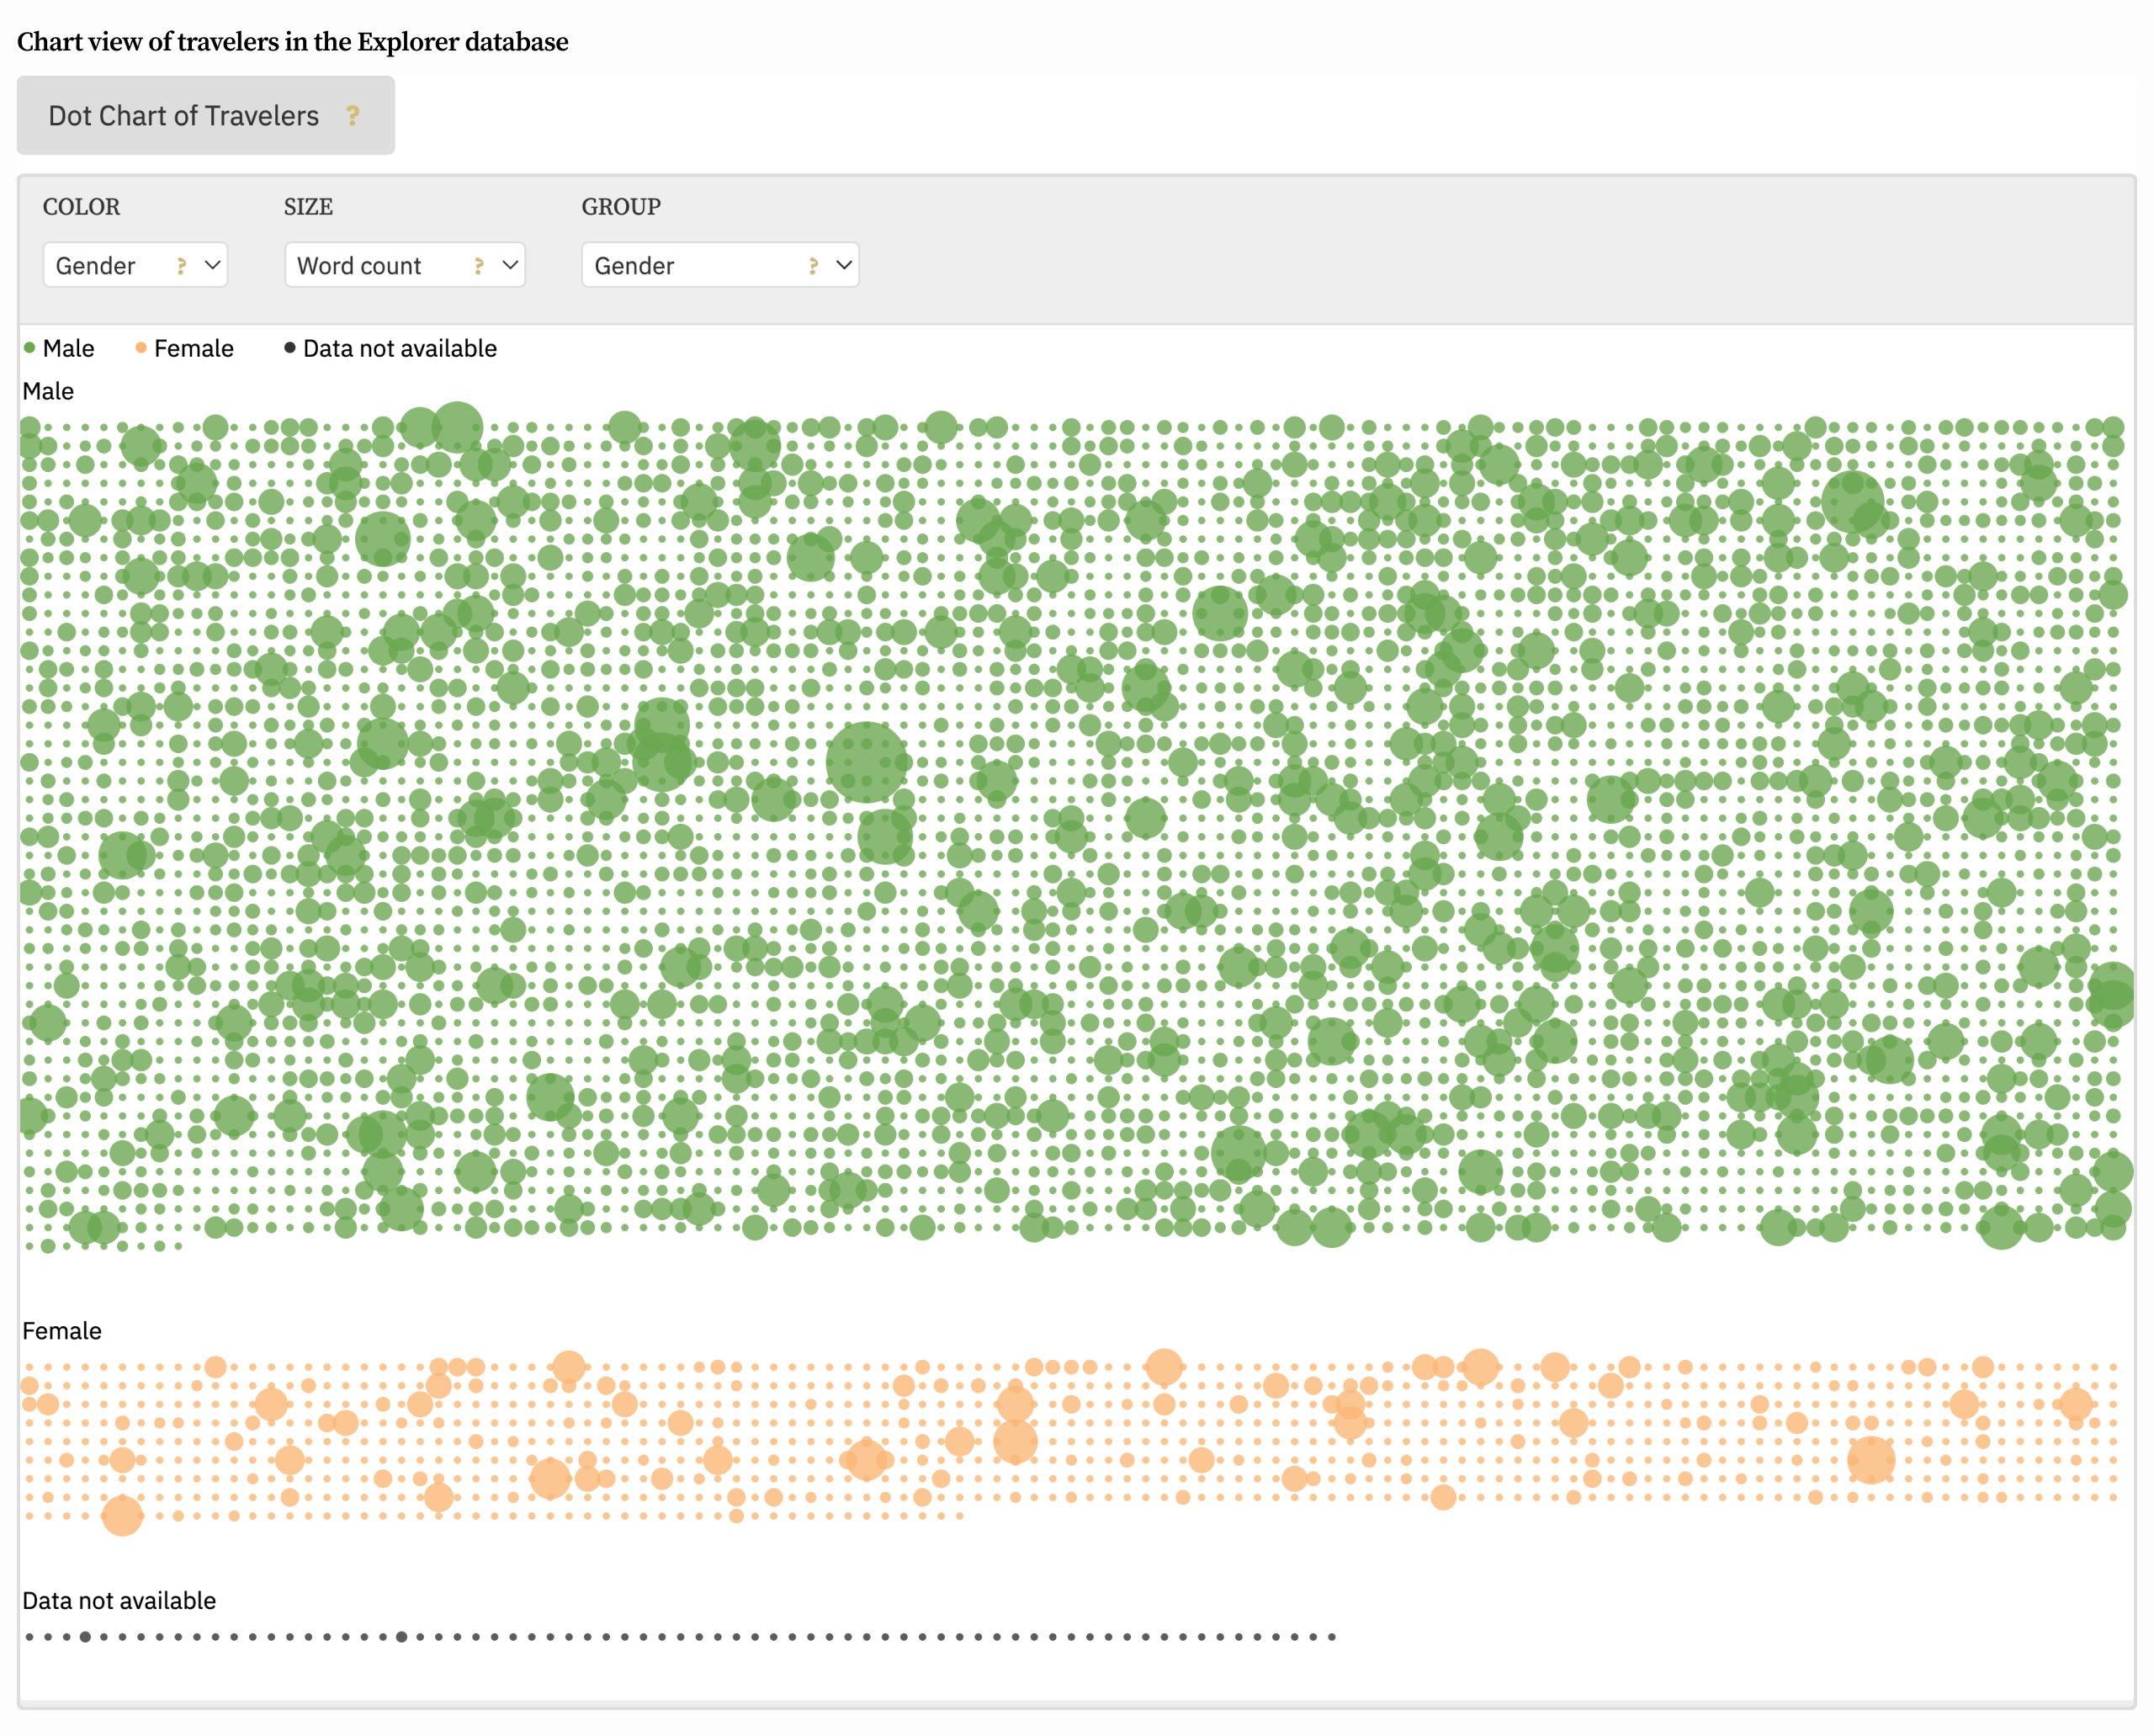 Chart view of travelers in the Explorer database
Dot Chart of Travelers ?
COLOR SIZE GROUP
Gender ? Word count ? Gender ?
Male Female Data not available
Male
Female
Data not available